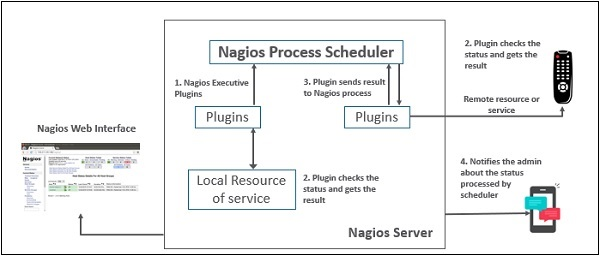 Nagios Process Scheduler
1. Nagios Executive
Plugins
3. Plugin sends result
to Nagios process
2. Plugin checks the
status and gets the
result
Plugins
Plugins
Remote resource or
service
Nagios Web Interface
Nagios
Local Resource
of service
2. Plugin checks the
status and gets the
result
4. Notifies the admin
about the status
processed by
scheduler
Nagios Server